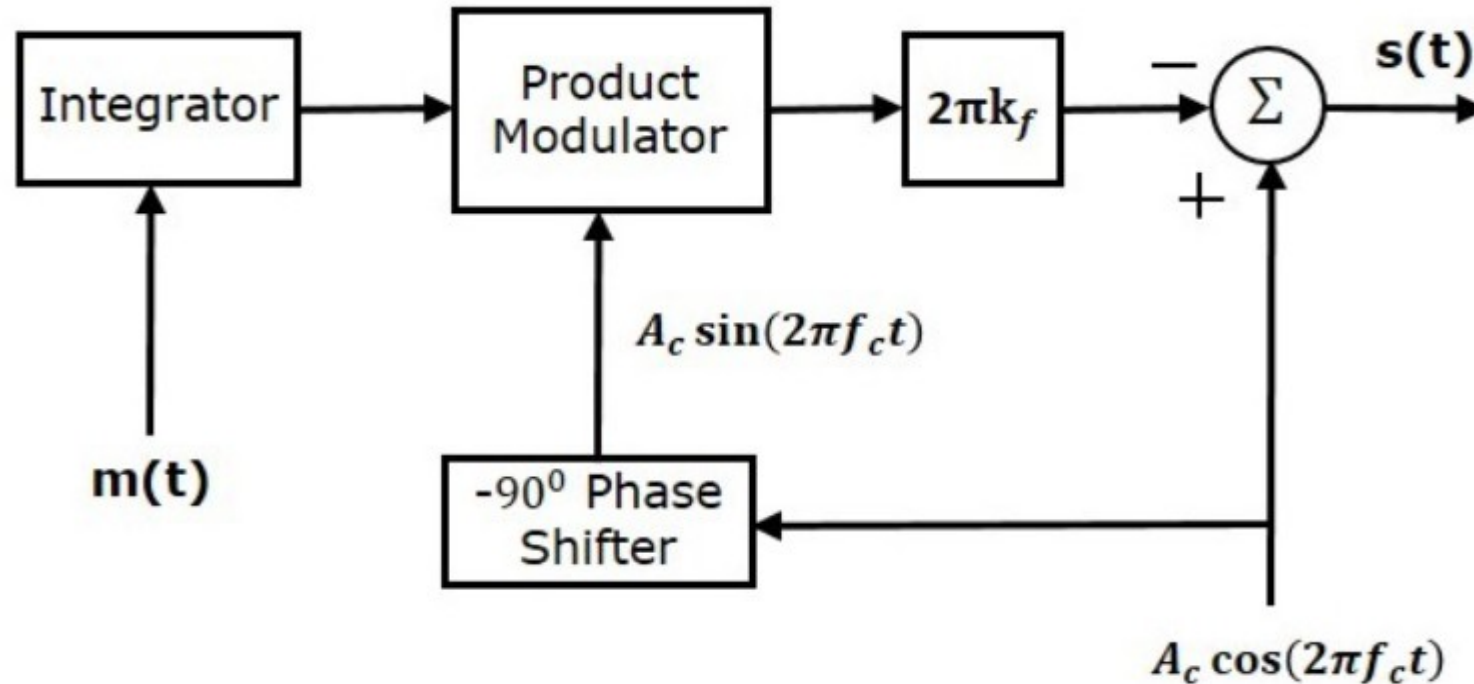 Integrator
Product
Modulator
2πk_f
−
Σ
s(t)
+
A_c sin(2πf_c t)
m(t)
-90⁰ Phase
Shifter
A_c cos(2πf_c t)